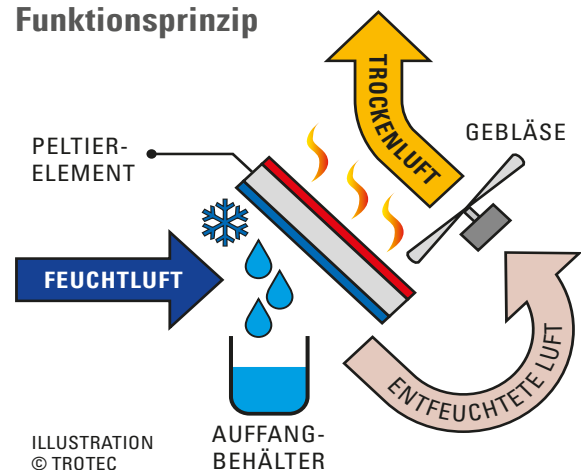 Funktionsprinzip
TROCKENLUFT
GEBLÄSE
PELTIER-
ELEMENT
FEUCHTLUFT
ENTFEUCHTETE LUFT
AUFFANG-
BEHÄLTER
ILLUSTRATION
© TROTEC